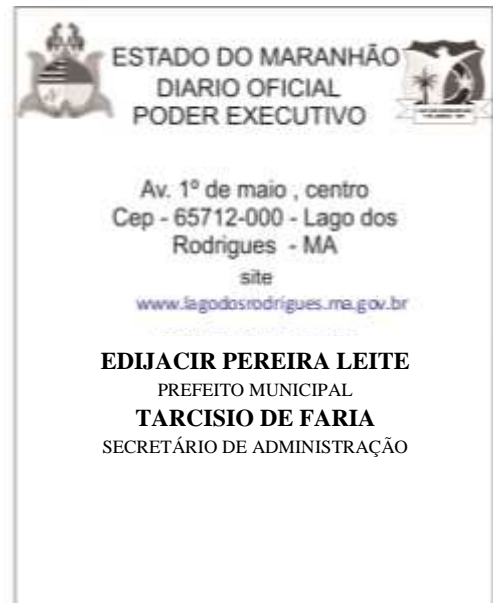 ESTADO DO MARANHÃO
DIARIO OFICIAL
PODER EXECUTIVO
Av. 1º de maio , centro
Cep - 65712-000 - Lago dos
Rodrigues - MA
site
www.lagodosrodrigues.ma.gov.br
EDIJACIR PEREIRA LEITE
PREFEITO MUNICIPAL
TARCISIO DE FARIA
SECRETÁRIO DE ADMINISTRAÇÃO